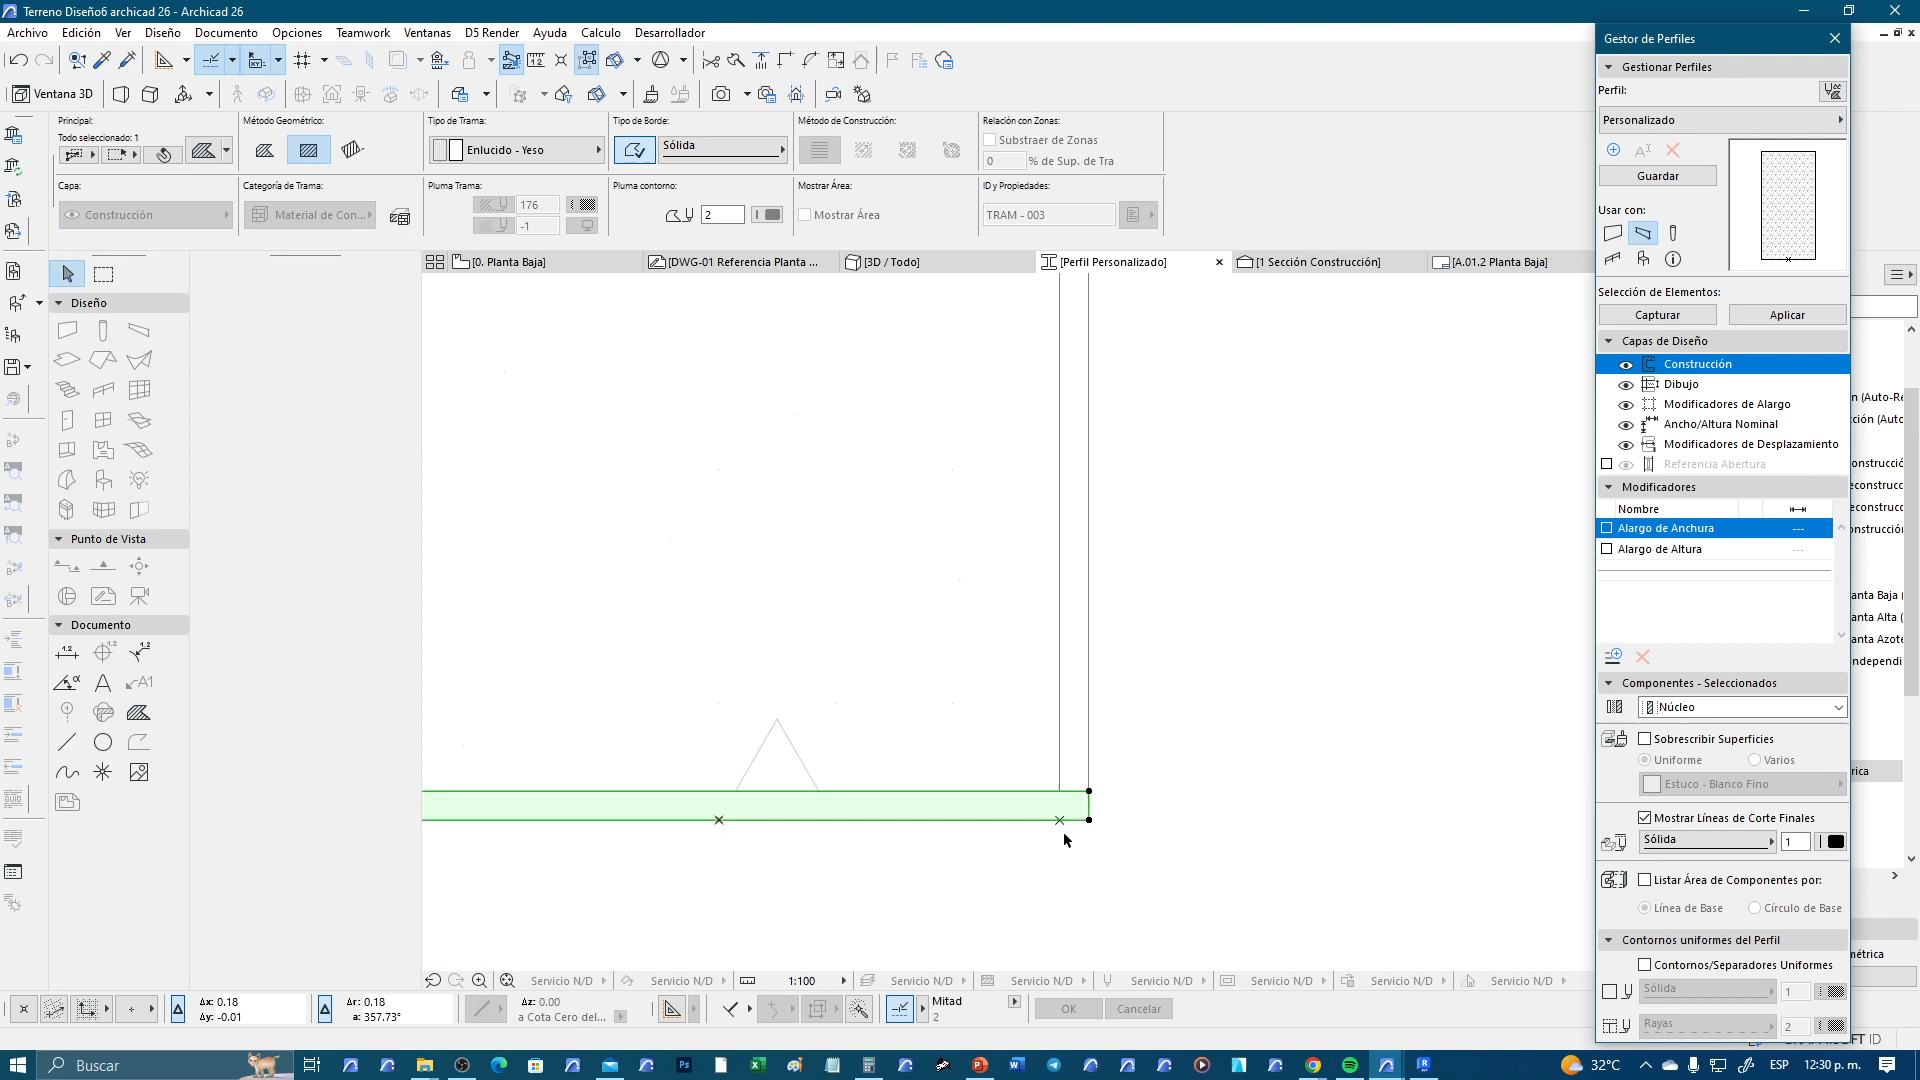 Terreno Diseño6 archicad 26 - Archicad 26
Archivo Edición Ver Diseño Documento Opciones Teamwork Ventanas D5 Render Ayuda Calculo Desarrollador
Ventana 3D
Principal:
Todo seleccionado: 1
Método Geométrico:
Tipo de Trama:
Enlucido - Yeso
Tipo de Borde:
Sólida
Método de Construcción:
Relación con Zonas:
Substraer de Zonas
0 % de Sup. de Tra
Capa:
Construcción
Categoría de Trama:
Material de Con...
Pluma Trama:
176
-1
Pluma contorno:
2
Mostrar Área:
Mostrar Área
ID y Propiedades:
TRAM - 003
[0. Planta Baja] [DWG-01 Referencia Planta ... [3D / Todo] [Perfil Personalizado] [1 Sección Construcción] [A.01.2 Planta Baja]
Diseño
Punto de Vista
Documento
Gestor de Perfiles
Gestionar Perfiles
Perfil:
Personalizado
Guardar
Usar con:
Selección de Elementos:
Capturar Aplicar
Capas de Diseño
Construcción
Dibujo
Modificadores de Alargo
Ancho/Altura Nominal
Modificadores de Desplazamiento
Referencia Abertura
Modificadores
Nombre
Alargo de Anchura ---
Alargo de Altura ---
Componentes - Seleccionados
Núcleo
Sobrescribir Superficies
Uniforme Varios
Estuco - Blanco Fino
Mostrar Líneas de Corte Finales
Sólida 1
Listar Área de Componentes por:
Línea de Base Círculo de Base
Contornos uniformes del Perfil
Contornos/Separadores Uniformes
Sólida 1
Rayas 2
Servicio N/D Servicio N/D 1:100 Servicio N/D Servicio N/D Servicio N/D Servicio N/D Servicio N/D Servicio N/D
Δx: 0.18
Δy: -0.01
Δr: 0.18
a: 357.73°
Δz: 0.00
a Cota Cero del...
Mitad
2
OK Cancelar
Buscar
32°C ESP 12:30 p. m.